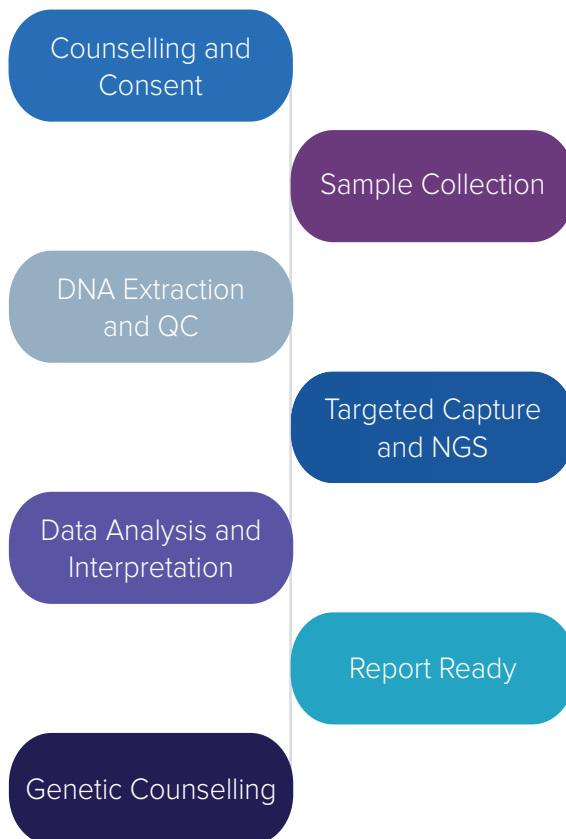 Counselling and
Consent
Sample Collection
DNA Extraction
and QC
Targeted Capture
and NGS
Data Analysis and
Interpretation
Report Ready
Genetic Counselling